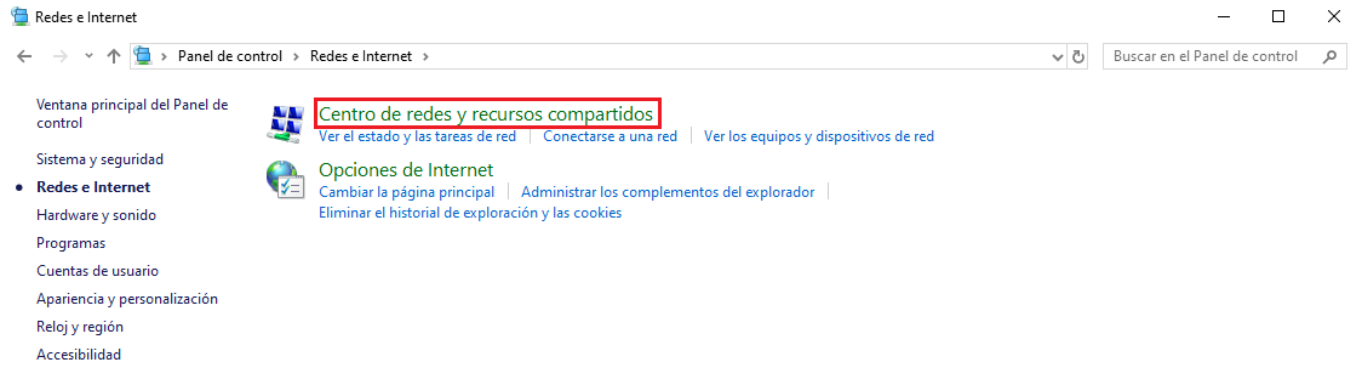 Redes e Internet
Panel de control > Redes e Internet >
Buscar en el Panel de control
Ventana principal del Panel de
control
Sistema y seguridad
Redes e Internet
Hardware y sonido
Programas
Cuentas de usuario
Apariencia y personalización
Reloj y región
Accesibilidad
Centro de redes y recursos compartidos
Ver el estado y las tareas de red | Conectarse a una red | Ver los equipos y dispositivos de red
Opciones de Internet
Cambiar la página principal | Administrar los complementos del explorador |
Eliminar el historial de exploración y las cookies